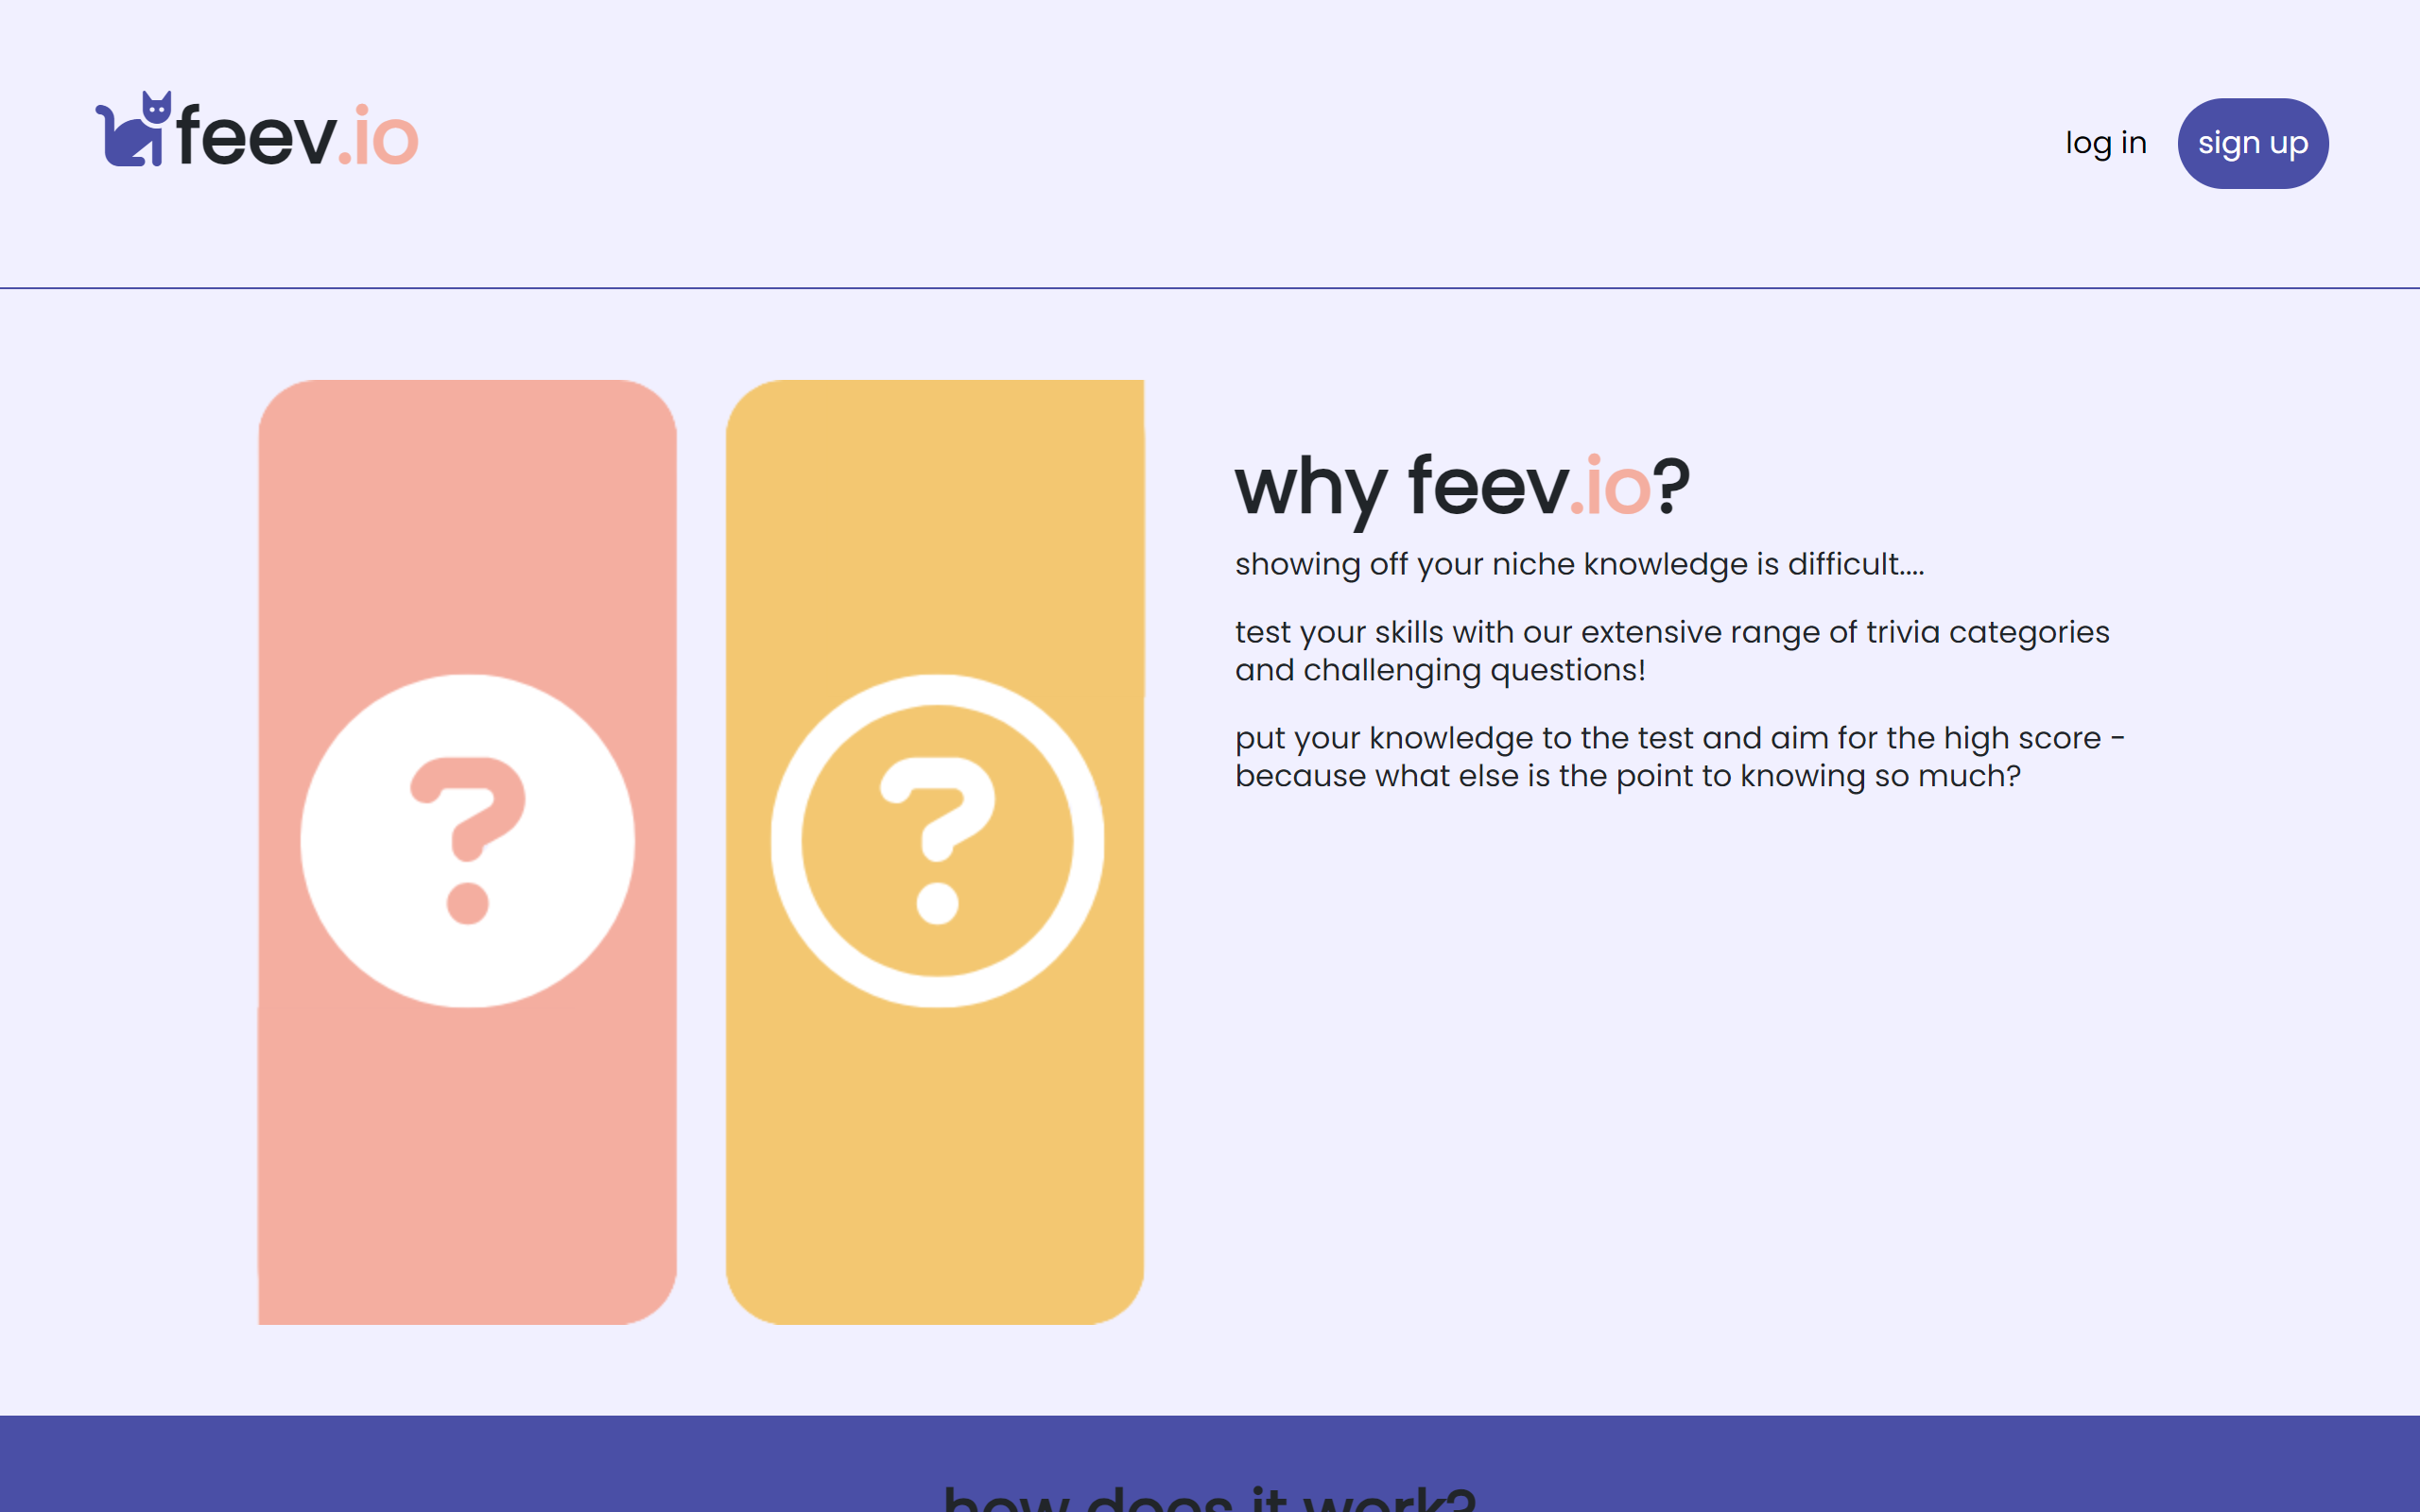 feev.io
log in
sign up
why feev.io?
showing off your niche knowledge is difficult....
test your skills with our extensive range of trivia categories
and challenging questions!
put your knowledge to the test and aim for the high score -
because what else is the point to knowing so much?
?
?
how does it work?